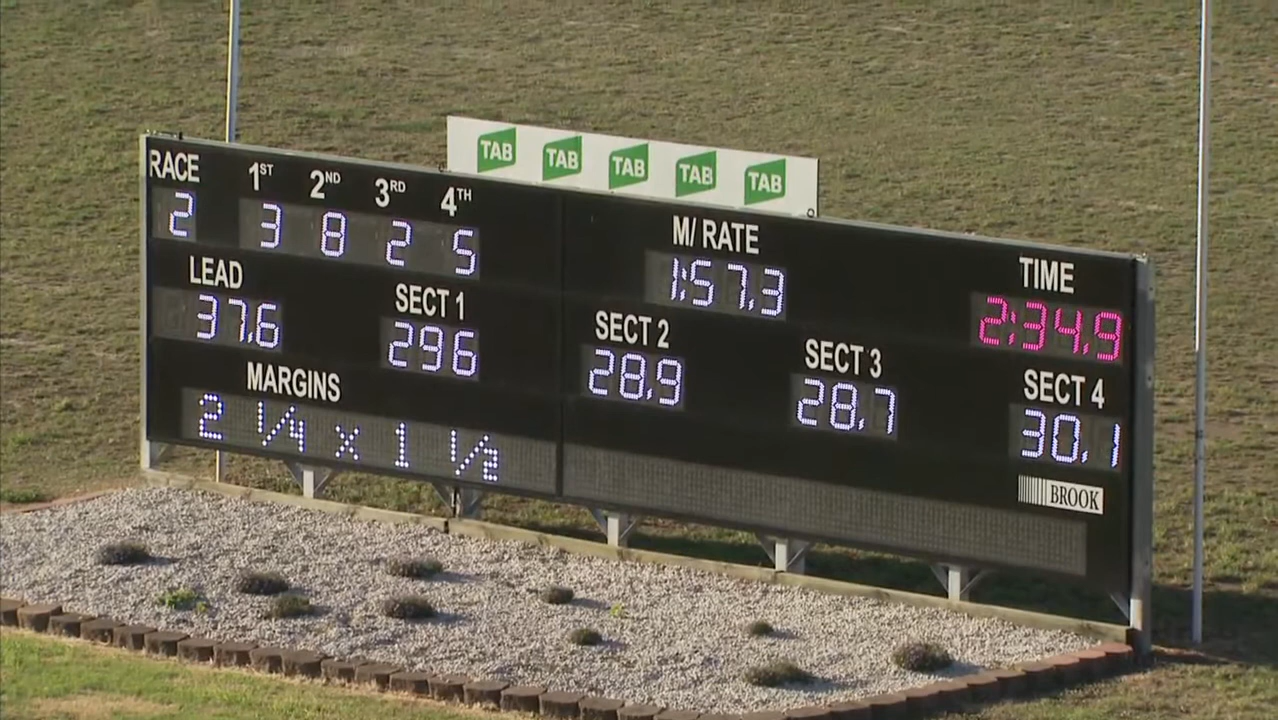 TAB TAB TAB TAB TAB
RACE 1ST 2ND 3RD 4TH
2 3 8 2 5
M/ RATE
1:57.3
TIME
2:34.9
LEAD
37.6
SECT 1
296
SECT 2
28.9
SECT 3
28.7
SECT 4
30.1
MARGINS
2 ¼ x 1 ½
BROOK